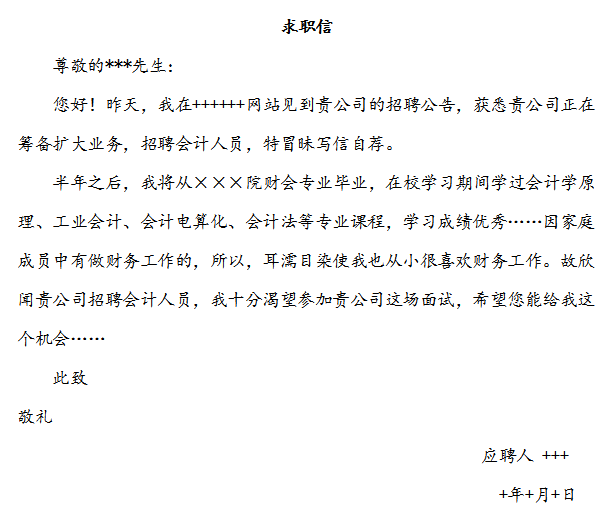 求职信
尊敬的***先生：
您好！昨天，我在++++++网站见到贵公司的招聘公告，获悉贵公司正在
筹备扩大业务，招聘会计人员，特冒昧写信自荐。
半年之后，我将从×××院财会专业毕业，在校学习期间学过会计学原
理、工业会计、会计电算化、会计法等专业课程，学习成绩优秀……因家庭
成员中有做财务工作的，所以，耳濡目染使我也从小很喜欢财务工作。故欣
闻贵公司招聘会计人员，我十分渴望参加贵公司这场面试，希望您能给我这
个机会……
此致
敬礼
应聘人 +++
+年+月+日